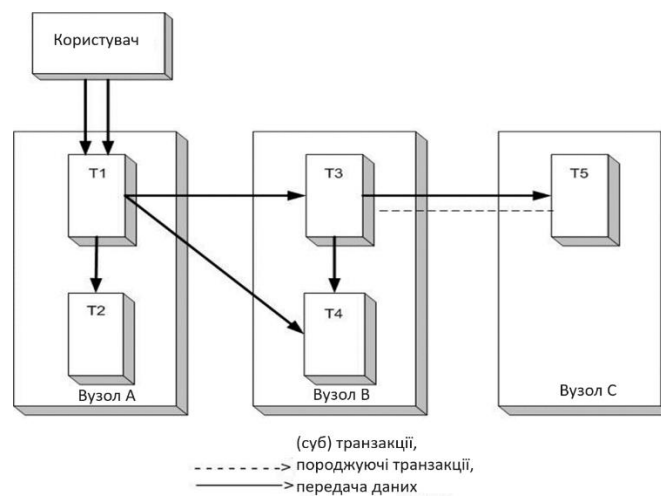 Користувач
T1
T3
T5
T2
T4
Вузол А
Вузол В
Вузол С
(суб) транзакції,
породжуючі транзакції,
передача даних